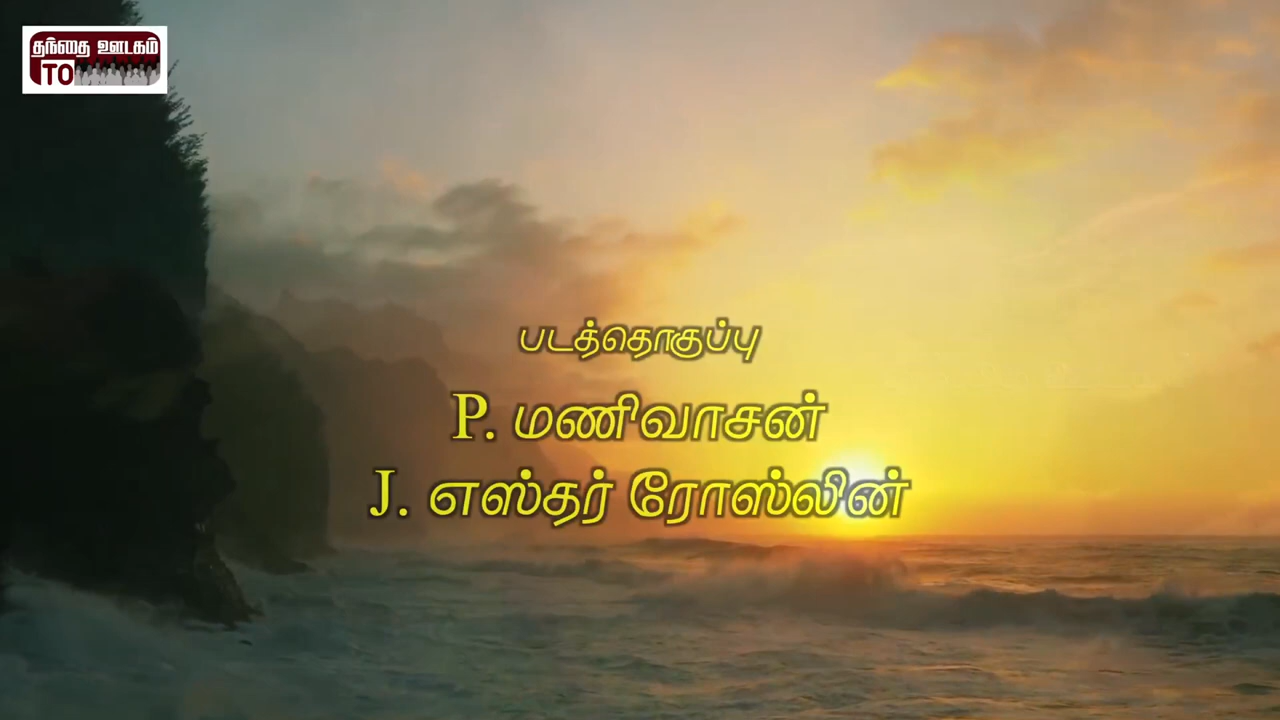 தந்தை ஊடகம்
TO
படத்தொகுப்பு
P. மணிவாசன்
J. எஸ்தர் ரோஸ்லின்